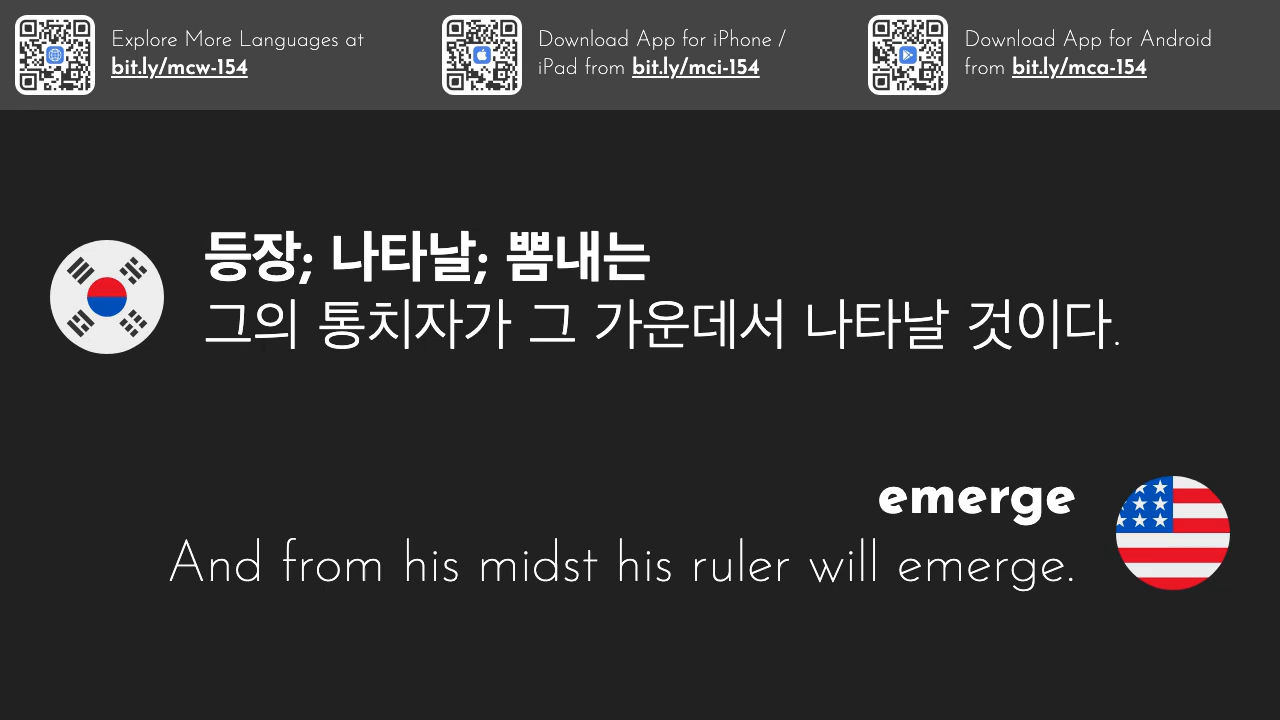 Explore More Languages at
bit.ly/mcw-154
Download App for iPhone /
iPad from bit.ly/mci-154
Download App for Android
from bit.ly/mca-154
등장; 나타날; 뽐내는
그의 통치자가 그 가운데서 나타날 것이다.
emerge
And from his midst his ruler will emerge.